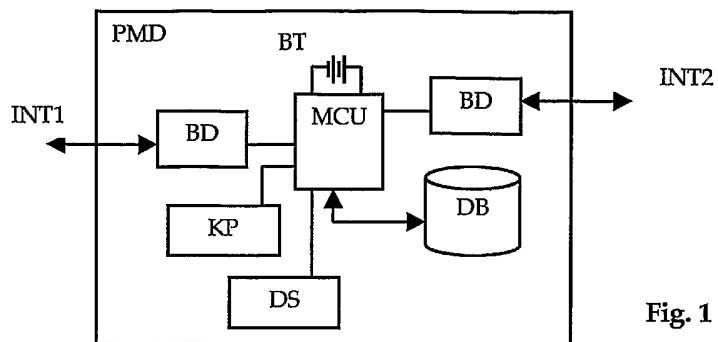 PMD
BT
INT1
BD
MCU
BD
INT2
KP
DB
DS
Fig. 1